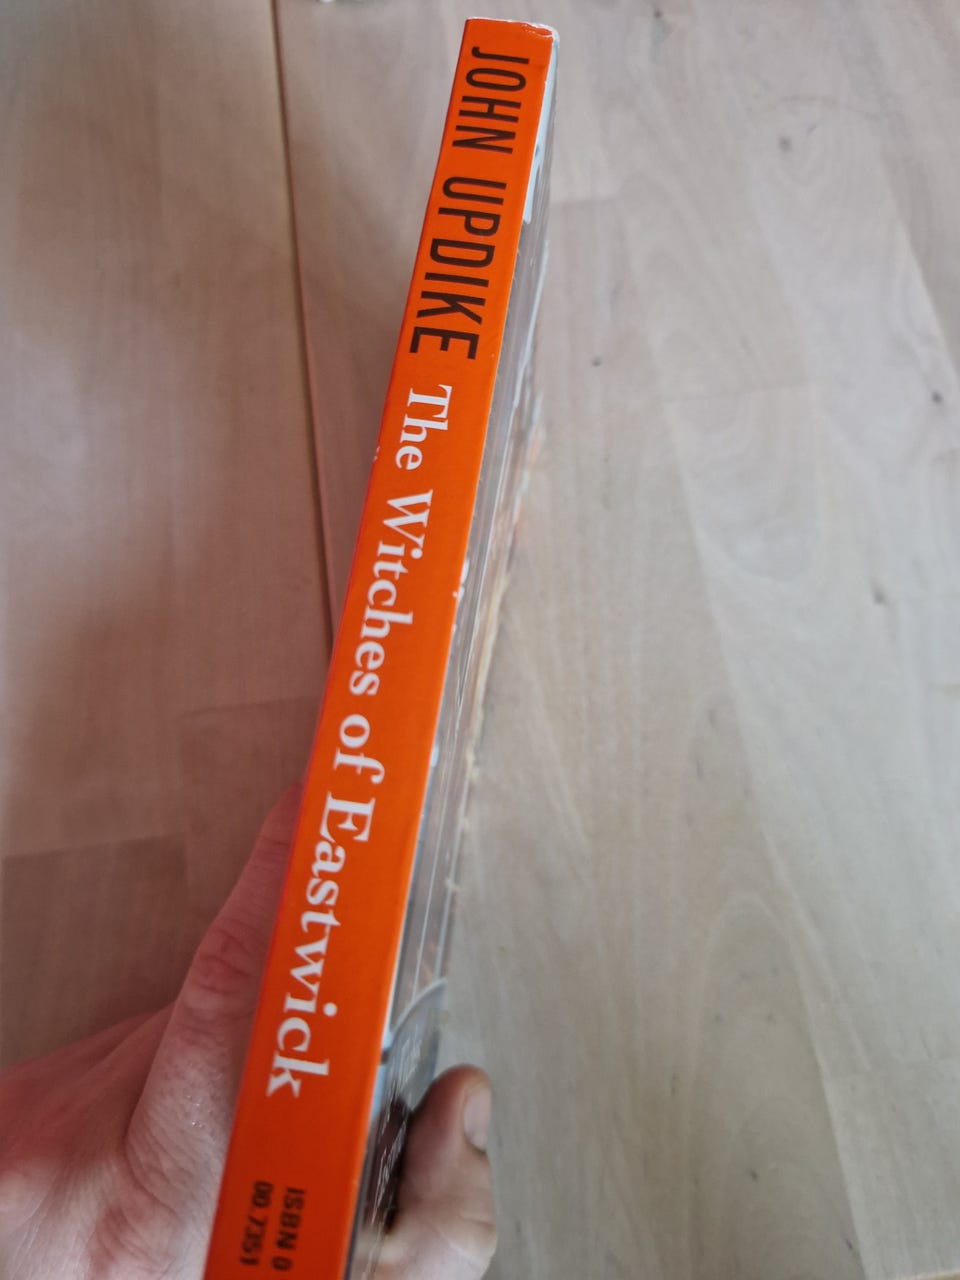 JOHN UPDIKE The Witches of Eastwick
ISBN 0
00.7351